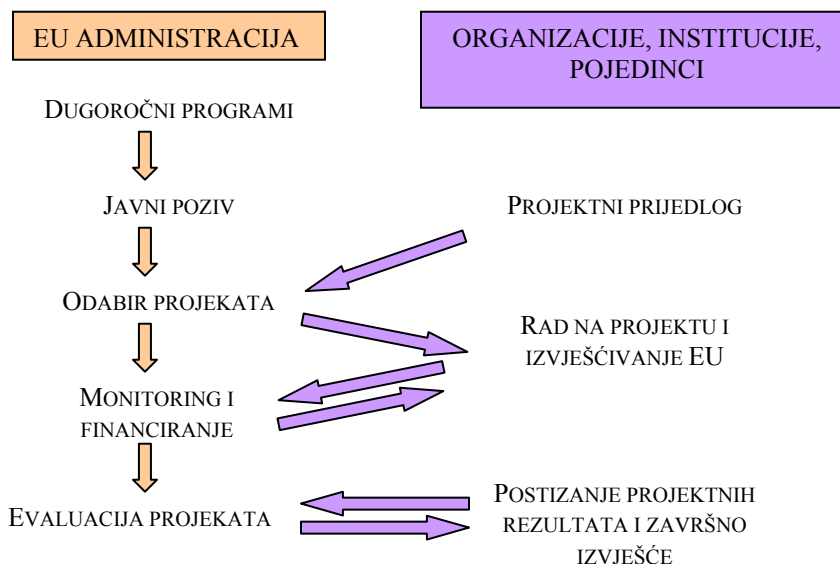 EU ADMINISTRACIJA
ORGANIZACIJE, INSTITUCIJE,
POJEDINCI
DUGOROČNI PROGRAMI
JAVNI POZIV
PROJEKTNI PRIJEDLOG
ODABIR PROJEKATA
RAD NA PROJEKTU I
IZVJEŠĆIVANJE EU
MONITORING I
FINANCIRANJE
EVALUACIJA PROJEKATA
POSTIZANJE PROJEKTNIH
REZULTATA I ZAVRŠNO
IZVJEŠĆE